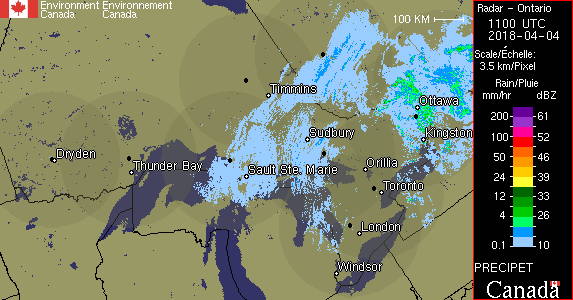 Environment Environnement
Canada Canada
100 KM
Timmins
Ottawa
Sudbury
Kingston
Dryden
Thunder Bay
Sault Ste. Marie
Orillia
Toronto
London
Windsor
Radar - Ontario
1100 UTC
2018-04-04
Scale/Échelle:
3.5 km/Pixel
Rain/Pluie
mm/hr dBZ
200 61
100 52
50 46
24 39
12 33
4 26
2 20
0.1 10
PRECIPET
Canada